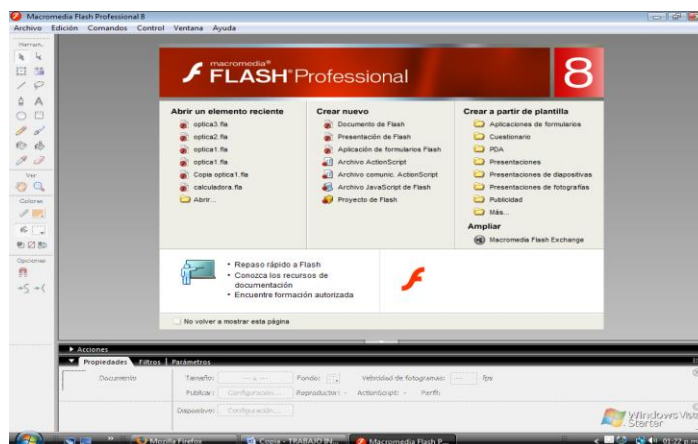 Macromedia Flash Professional 8
Archivo Edición Comandos Control Ventana Ayuda
Herram.
macromedia®
FLASH® Professional 8
Abrir un elemento reciente
optica3.fla
optica2.fla
optica1.fla
optica1.fla
Copia optica1.fla
calculadora.fla
Abrir...
Crear nuevo
Documento de Flash
Presentación de Flash
Aplicación de formularios Flash
Archivo ActionScript
Archivo comunic. ActionScript
Archivo JavaScript de Flash
Proyecto de Flash
Crear a partir de plantilla
Aplicaciones de formularios
Cuestionario
PDA
Presentaciones
Presentaciones de diapositivas
Presentaciones de fotografías
Publicidad
Más...
Ampliar
Macromedia Flash Exchange
Ver
Colores
Opciones
• Repaso rápido a Flash
• Conozca los recursos de
documentación
• Encuentre formación autorizada
No volver a mostrar esta página
Acciones
Propiedades Filtros Parámetros
Documento
Tamaño: Fondo: Velocidad de fotogramas: fps
Publicar: Configuración... Reproductor: - ActionScript: - Perfil:
Dispositivo: Configuración...
Windows Vista
Starter
Mozilla Firefox
Copia - TRABAJO IN...
Macromedia Flash P...
01:22 p.m.